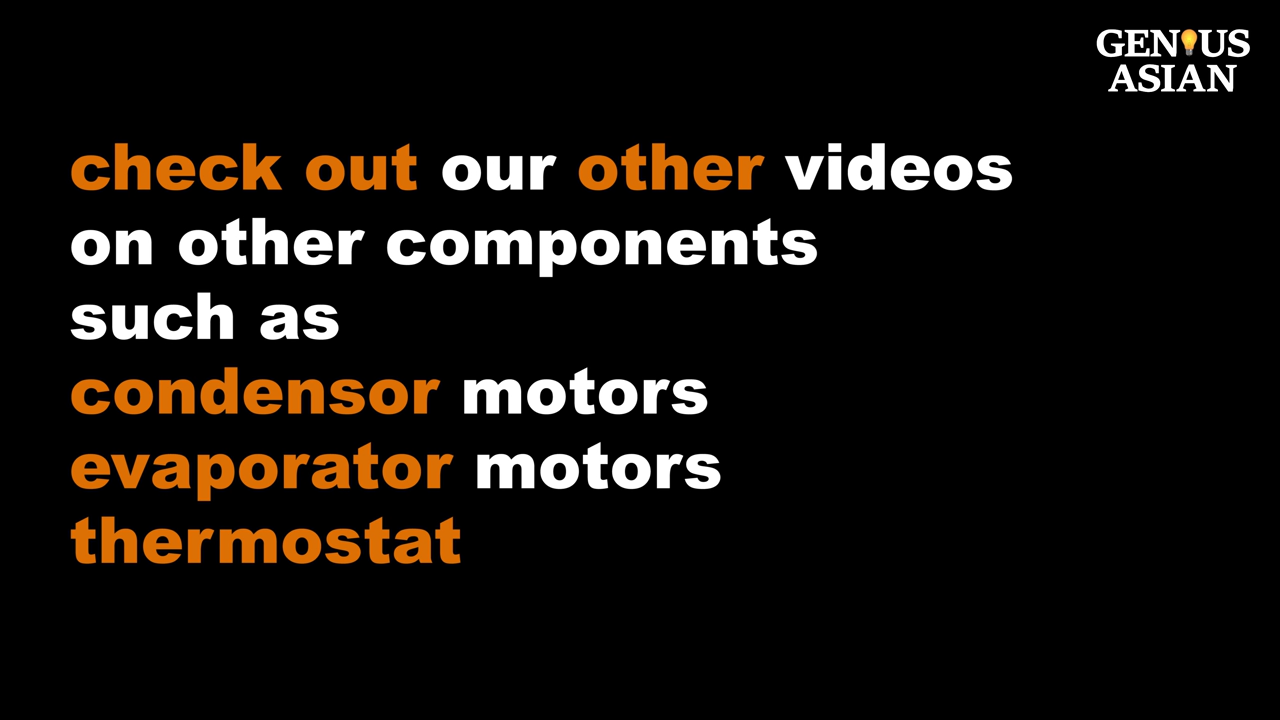 GENIUS
ASIAN
check out our other videos
on other components
such as
condensor motors
evaporator motors
thermostat